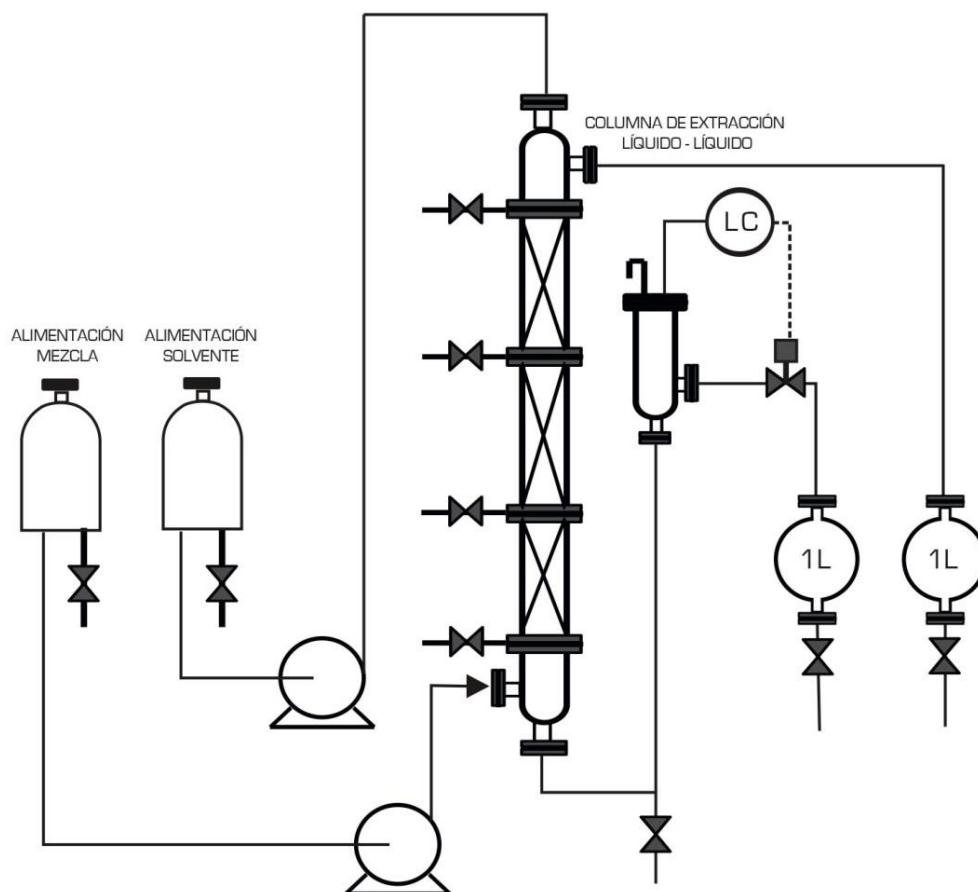 COLUMNA DE EXTRACCIÓN
LÍQUIDO - LÍQUIDO
LC
ALIMENTACIÓN
MEZCLA
ALIMENTACIÓN
SOLVENTE
1L
1L